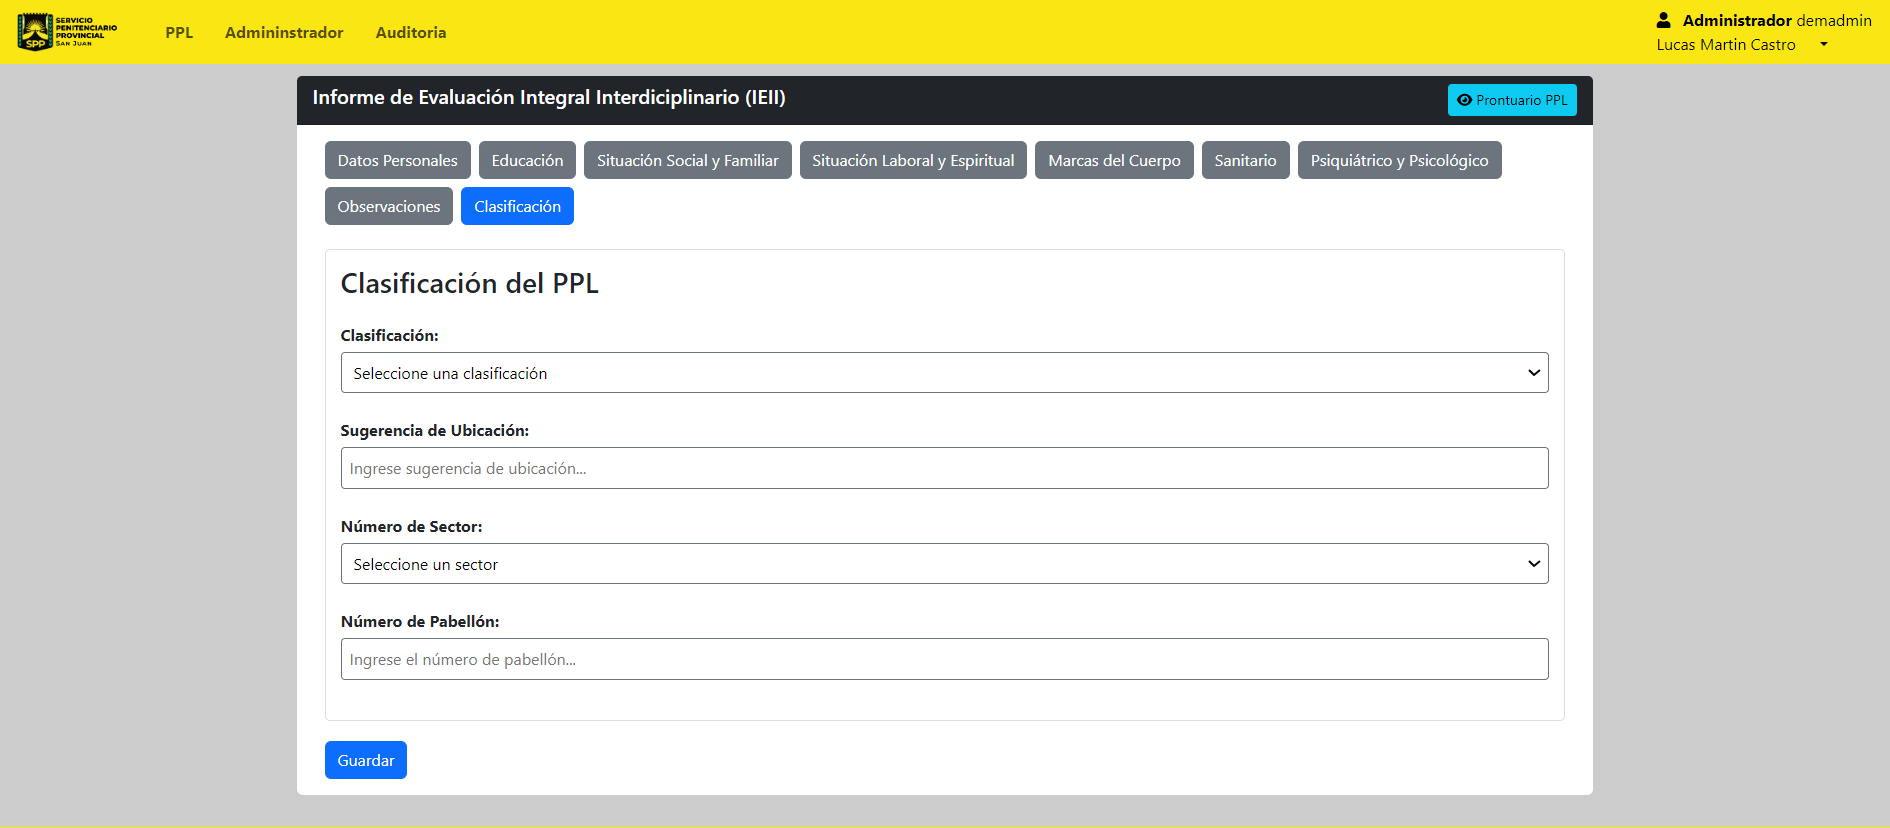 SERVICIO
PENITENCIARIO
PROVINCIAL
SAN JUAN
SPP
PPL
Admininstrador
Auditoria
Administrador demadmin
Lucas Martin Castro
Informe de Evaluación Integral Interdiciplinario (IEII)
Prontuario PPL
Datos Personales
Educación
Situación Social y Familiar
Situación Laboral y Espiritual
Marcas del Cuerpo
Sanitario
Psiquiátrico y Psicológico
Observaciones
Clasificación
Clasificación del PPL
Clasificación:
Seleccione una clasificación
Sugerencia de Ubicación:
Ingrese sugerencia de ubicación...
Número de Sector:
Seleccione un sector
Número de Pabellón:
Ingrese el número de pabellón...
Guardar